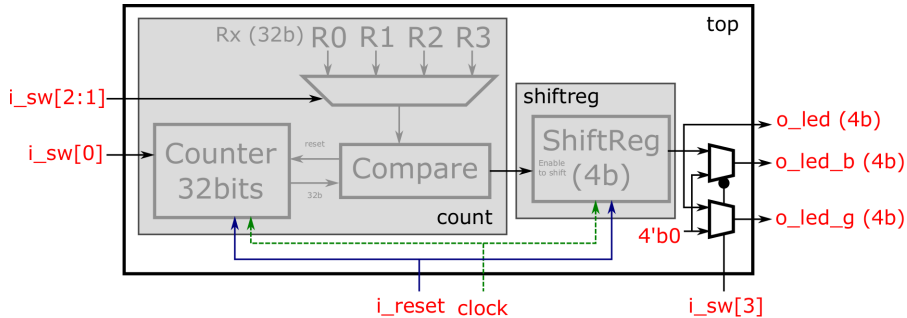 top
Rx (32b) R0 R1 R2 R3
i_sw[2:1]
shiftreg
o_led (4b)
i_sw[0]
Counter
32bits
reset
32b
Compare
ShiftReg
(4b)
Enable
to shift
o_led_b (4b)
count
4'b0
o_led_g (4b)
i_reset
clock
i_sw[3]